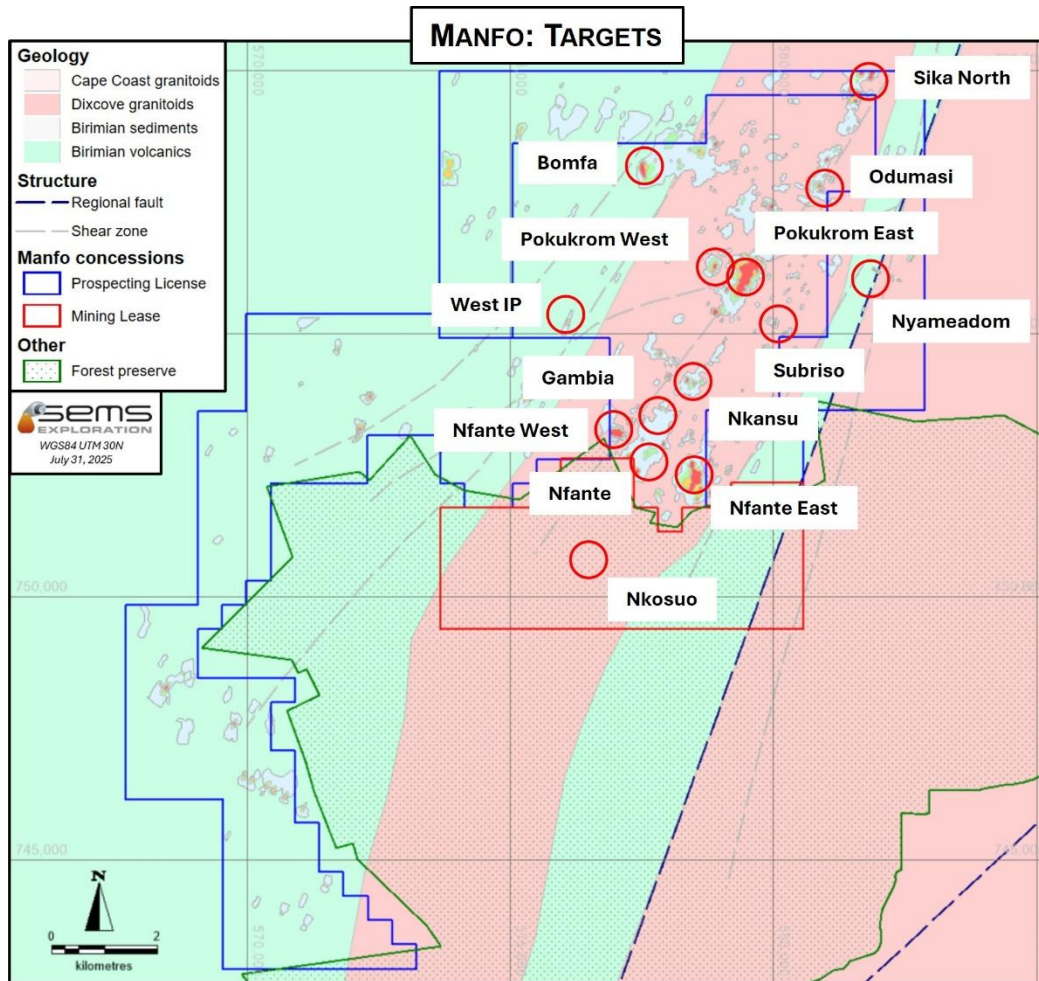 MANFO: TARGETS
Geology
Cape Coast granitoids
Dixcove granitoids
Birimian sediments
Birimian volcanics
Structure
Regional fault
Shear zone
Manfo concessions
Prospecting License
Mining Lease
Other
Forest preserve
sems
EXPLORATION
WGS84 UTM 30N
July 31, 2025
570,000
Sika North
Bomfa
Odumasi
Pokukrom West
Pokukrom East
West IP
Nyameadom
Gambia
Subriso
Nfante West
Nkansu
Nfante
Nfante East
Nkosuo
750,000
745,000
745,000
N
0
2
kilometres
570,000